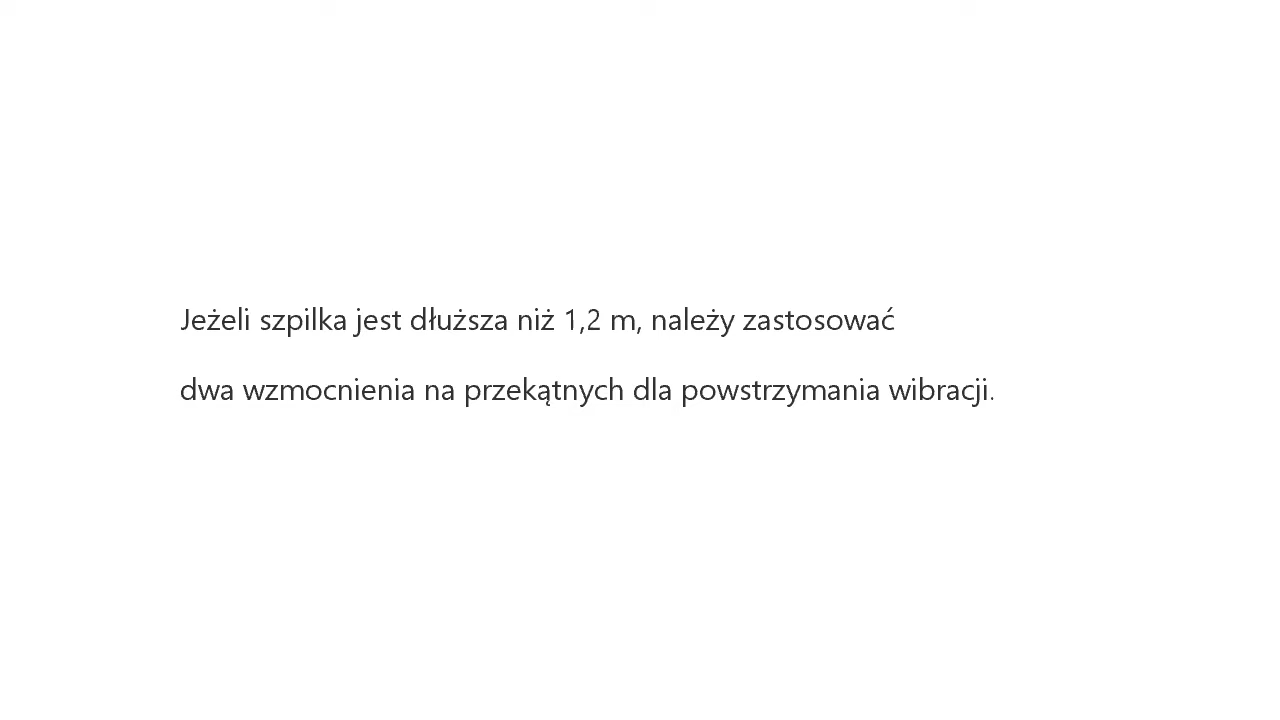 Jeżeli szpilka jest dłuższa niż 1,2 m, należy zastosować
dwa wzmocnienia na przekątnych dla powstrzymania wibracji.